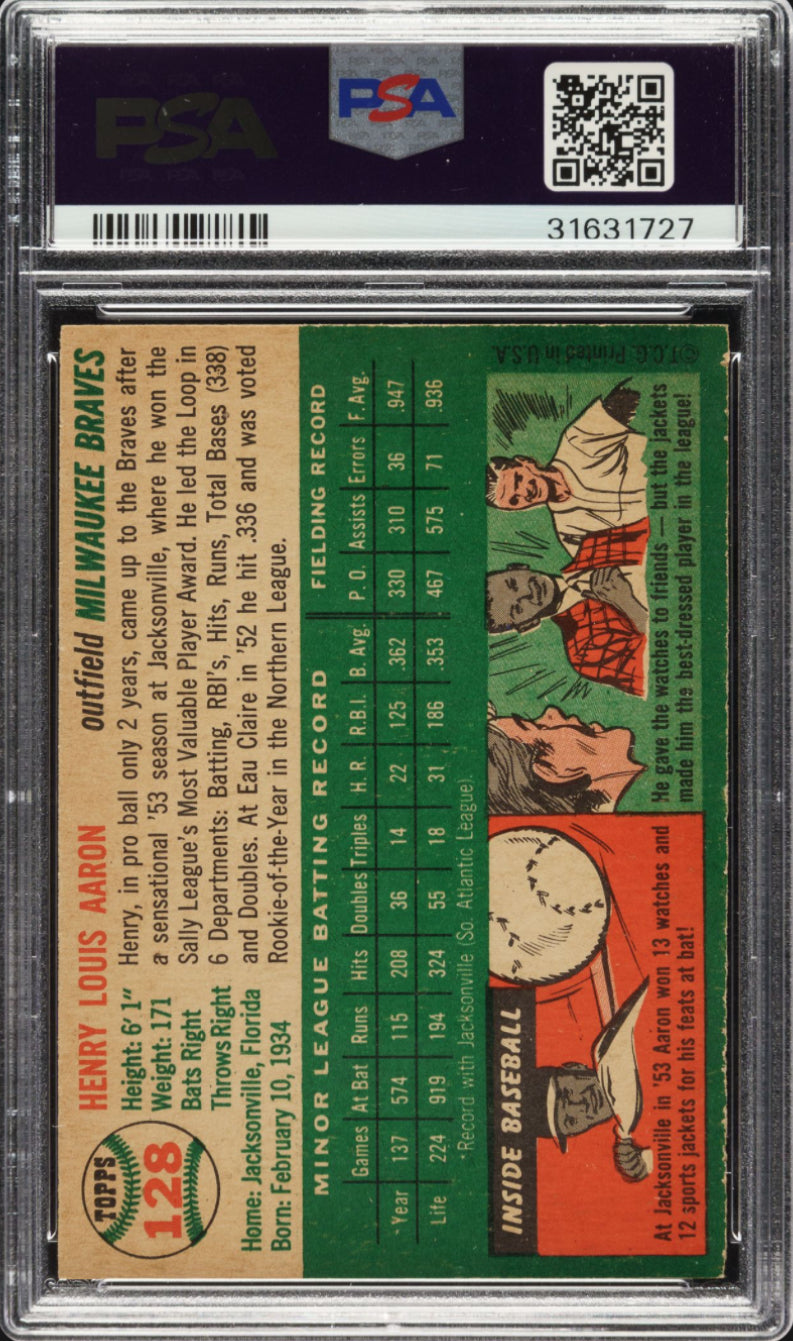 PSA
PSA
31631727
TOPPS
128
HENRY LOUIS AARON
outfield MILWAUKEE BRAVES
Height: 6' 1"
Weight: 171
Bats Right
Throws Right
Home: Jacksonville, Florida
Born: February 10, 1934
Henry, in pro ball only 2 years, came up to the Braves after
a sensational '53 season at Jacksonville, where he won the
Sally League's Most Valuable Player Award. He led the Loop in
6 Departments: Batting, RBI's, Hits, Runs, Total Bases (338)
and Doubles. At Eau Claire in '52 he hit .336 and was voted
Rookie-of-the-Year in the Northern League.
MINOR LEAGUE BATTING RECORD FIELDING RECORD
Games At Bat Runs Hits Doubles Triples H. R. R.B.I. B. Avg. P. O. Assists Errors F. Avg.
*Year 137 574 115 208 36 14 22 125 .362 330 310 36 .947
Life 224 919 194 324 55 18 31 186 .353 467 575 71 .936
*Record with Jacksonville (So. Atlantic League).
INSIDE BASEBALL
At Jacksonville in '53 Aaron won 13 watches and
12 sports jackets for his feats at bat!
He gave the watches to friends — but the jackets
made him the best-dressed player in the league!
©T.C.G. Printed in U.S.A.